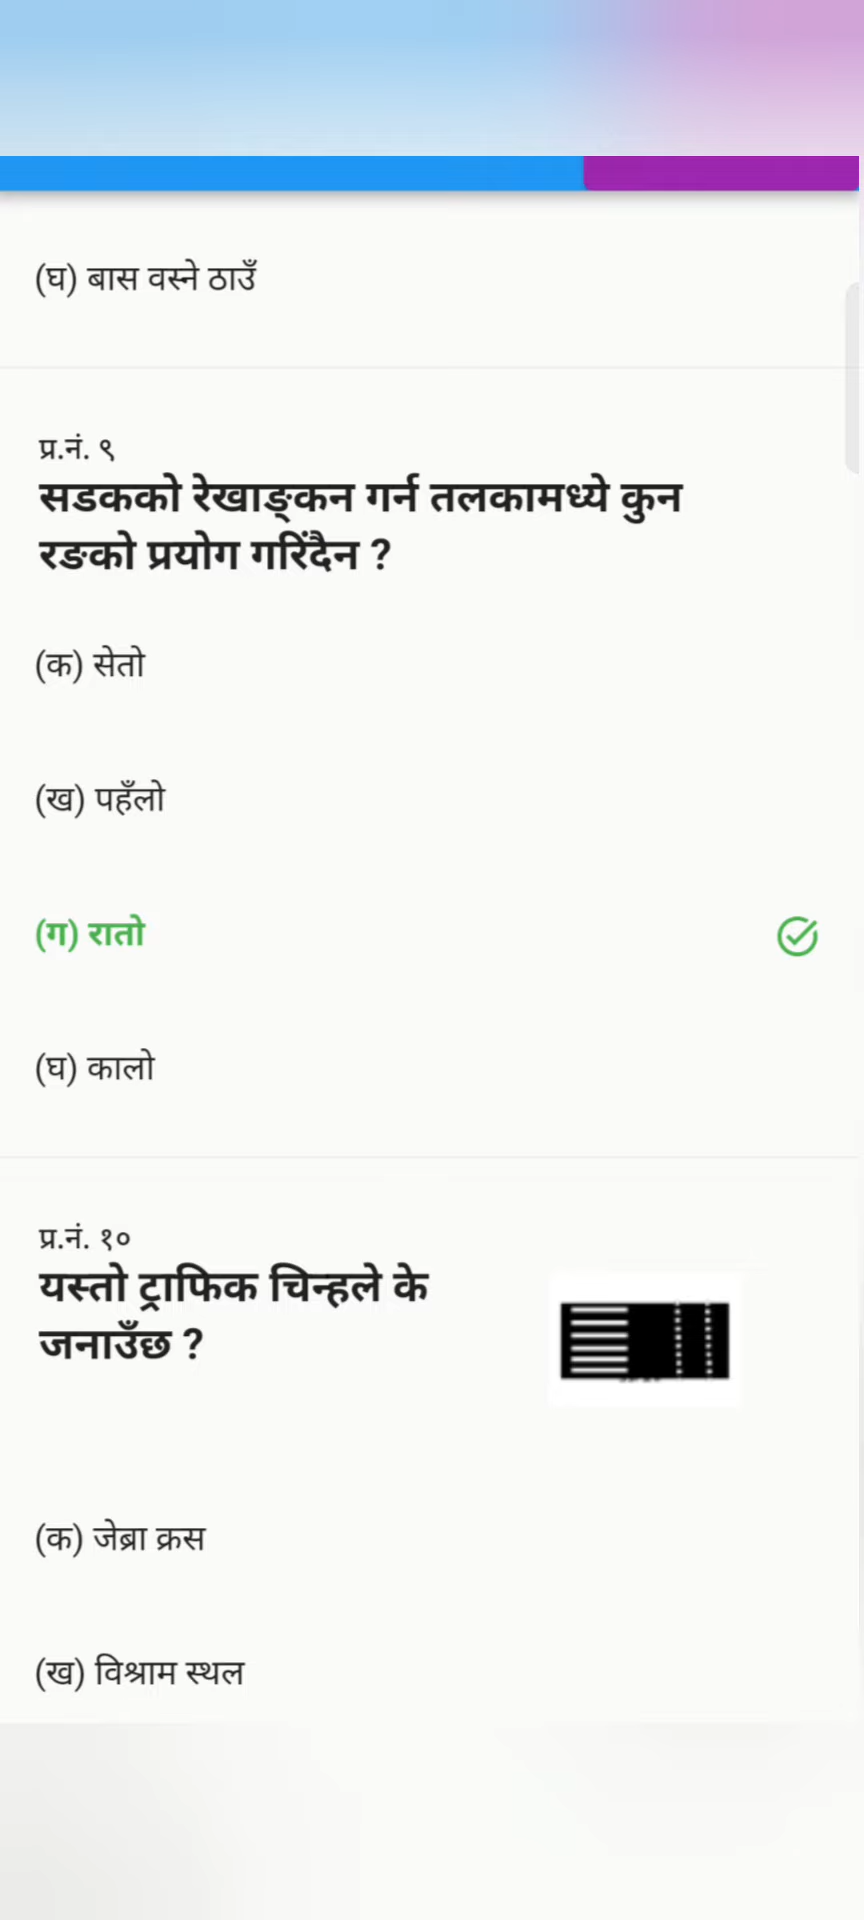 (घ) बास वस्ने ठाउँ
प्र.नं. ९
सडकको रेखाङ्कन गर्न तलकामध्ये कुन
रङको प्रयोग गरिंदैन ?
(क) सेतो
(ख) पहँलो
(ग) रातो
(घ) कालो
प्र.नं. १०
यस्तो ट्राफिक चिन्हले के
जनाउँछ ?
(क) जेब्रा क्रस
(ख) विश्राम स्थल